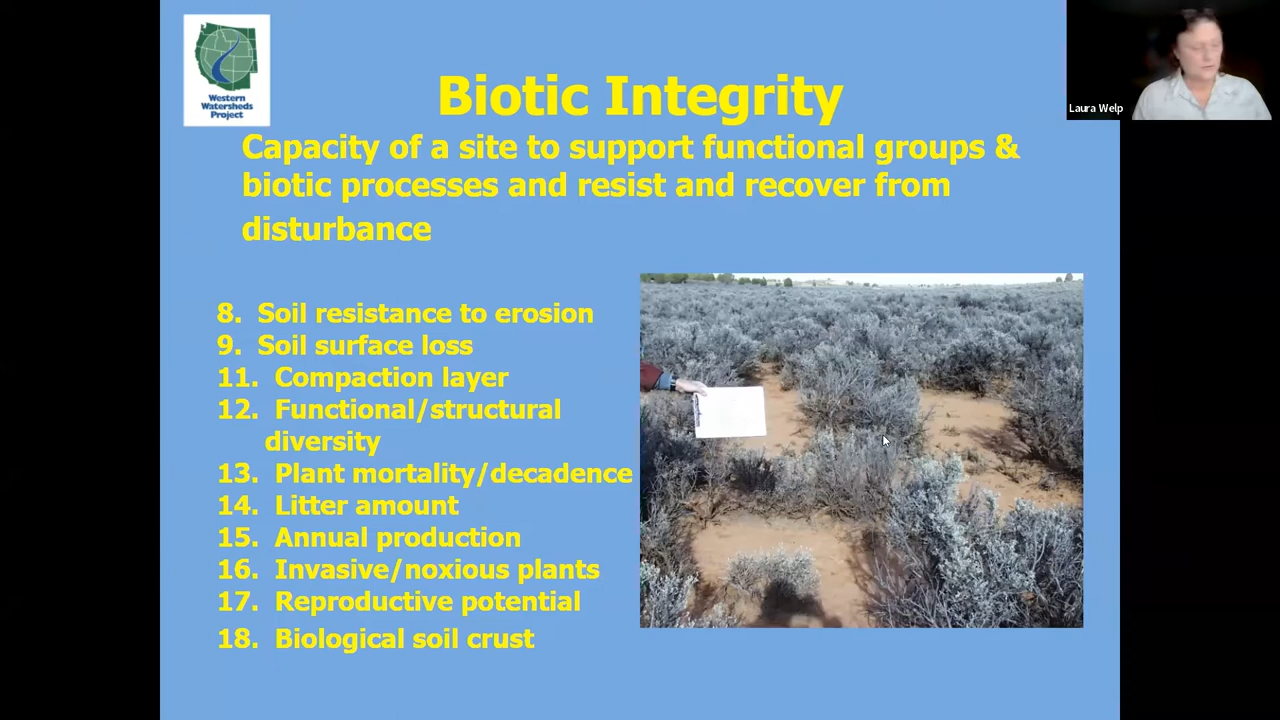 Western
Watersheds
Project
Biotic Integrity
Laura Welp
Capacity of a site to support functional groups &
biotic processes and resist and recover from
disturbance
8. Soil resistance to erosion
9. Soil surface loss
11. Compaction layer
12. Functional/structural
diversity
13. Plant mortality/decadence
14. Litter amount
15. Annual production
16. Invasive/noxious plants
17. Reproductive potential
18. Biological soil crust